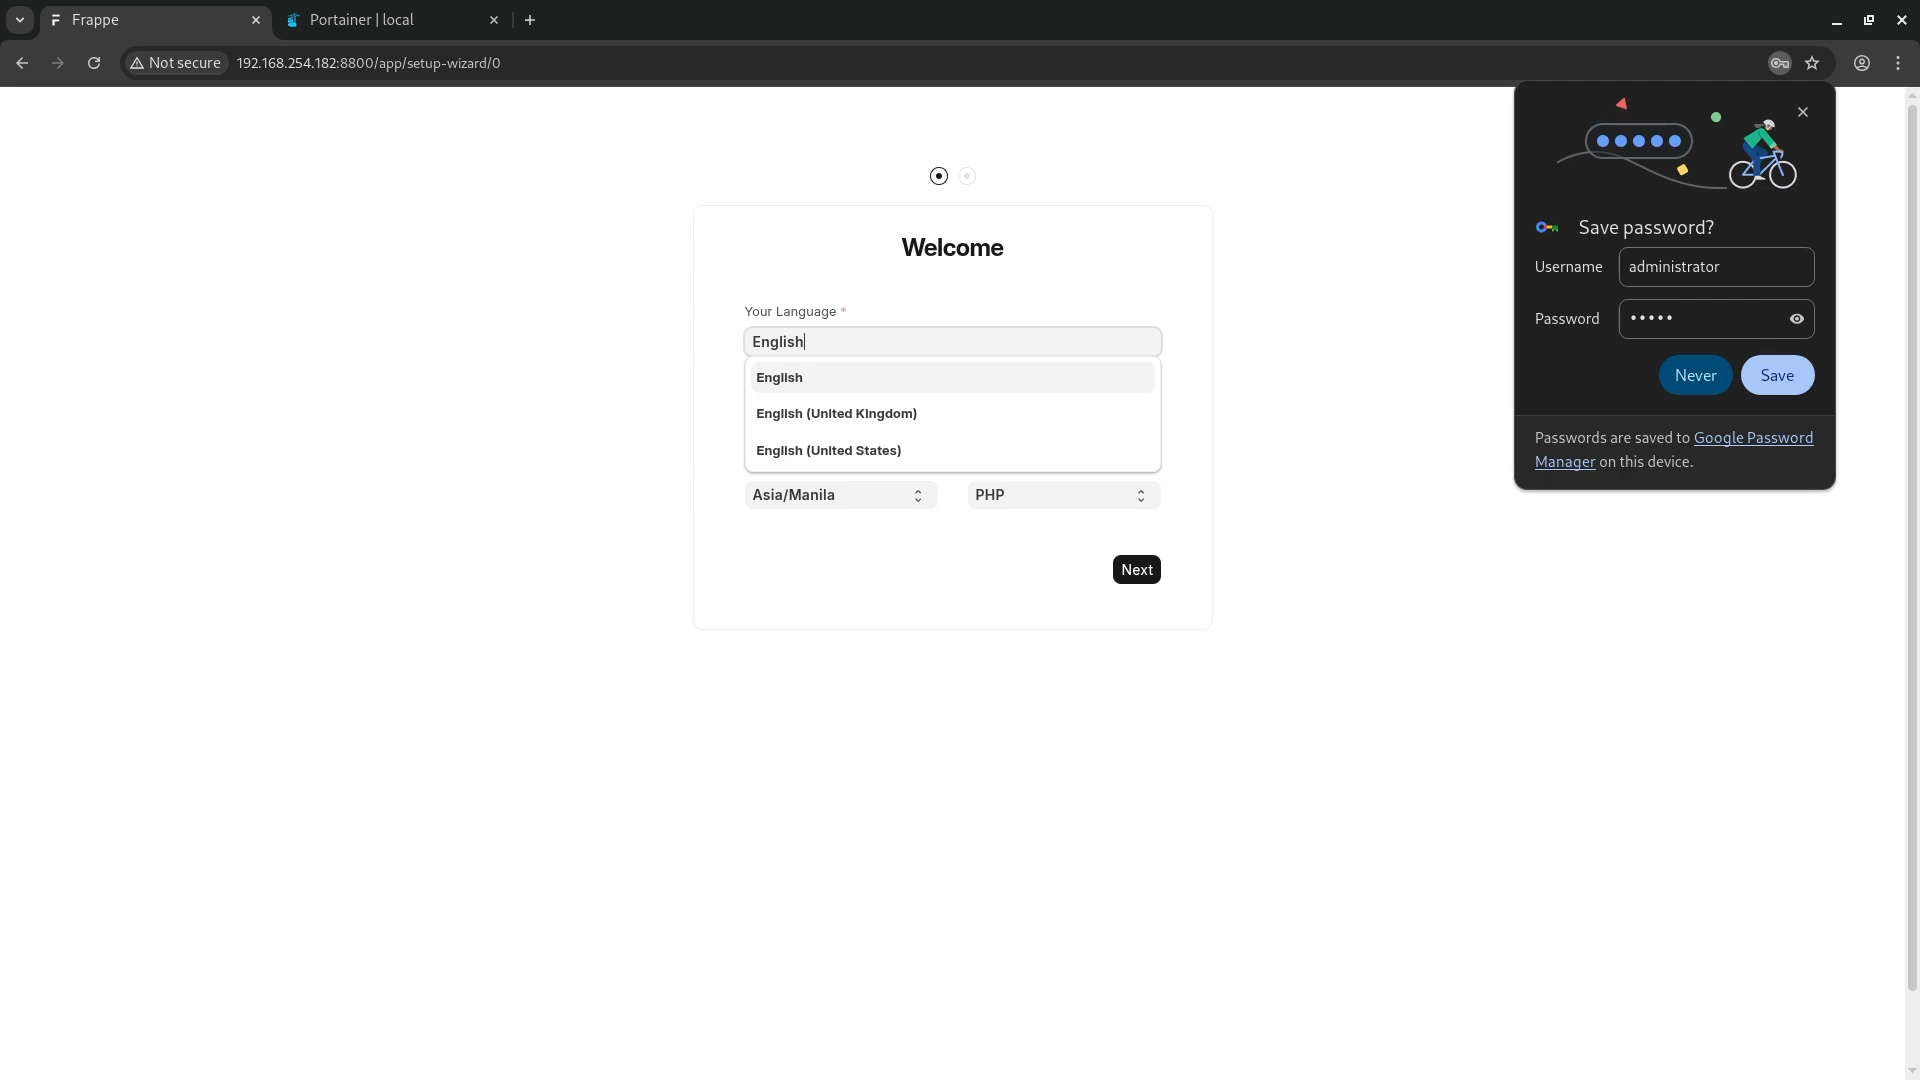 Frappe
Portainer | local
Not secure
192.168.254.182:8800/app/setup-wizard/0
Welcome
Your Language *
English
English
English (United Kingdom)
English (United States)
Asia/Manila
PHP
Next
Save password?
Username
administrator
Password
•••••
Never
Save
Passwords are saved to Google Password
Manager on this device.